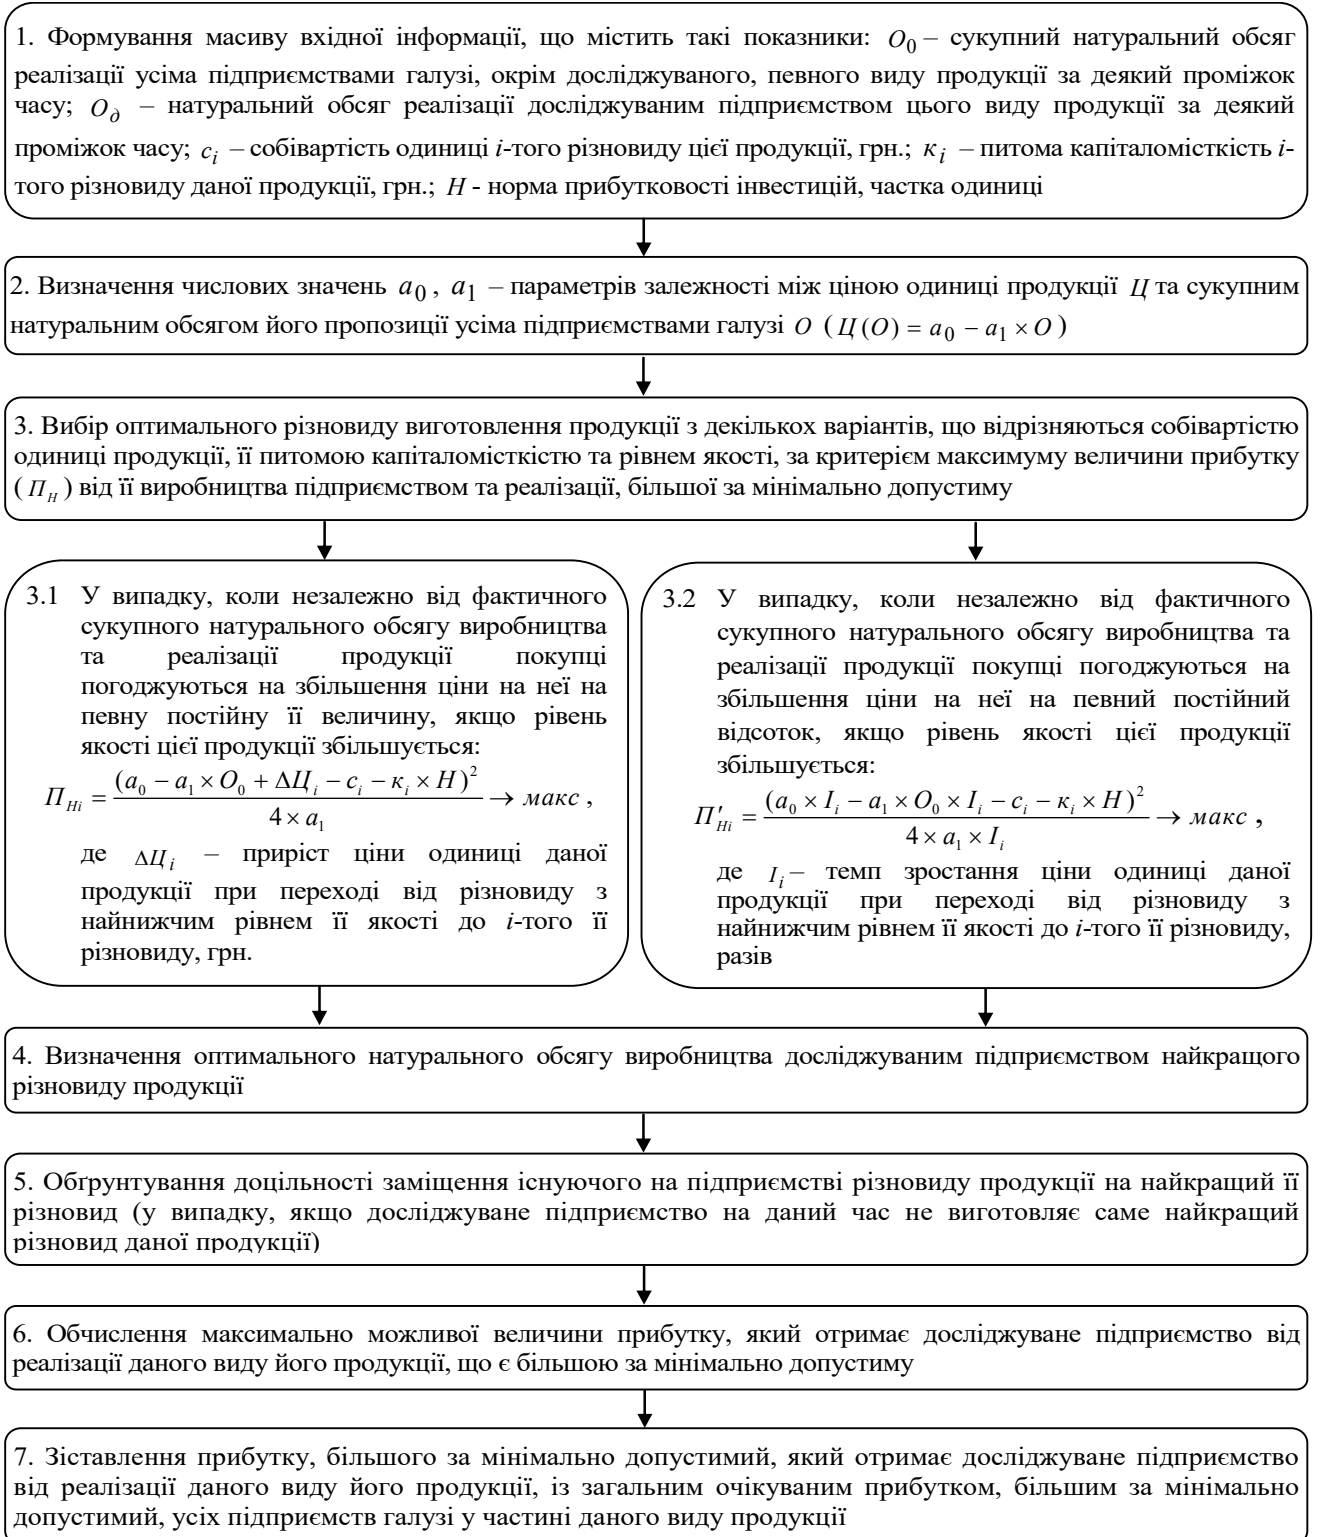 1. Формування масиву вхідної інформації, що містить такі показники: O₀ – сукупний натуральний обсяг
реалізації усіма підприємствами галузі, окрім досліджуваного, певного виду продукції за деякий проміжок
часу; O_д – натуральний обсяг реалізації досліджуваним підприємством цього виду продукції за деякий
проміжок часу; c_i – собівартість одиниці i-того різновиду цієї продукції, грн.; к_i – питома капіталомісткість i-
того різновиду даної продукції, грн.; H - норма прибутковості інвестицій, частка одиниці
2. Визначення числових значень a₀ , a₁ – параметрів залежності між ціною одиниці продукції Ц та сукупним
натуральним обсягом його пропозиції усіма підприємствами галузі O ( Ц(O) = a₀ − a₁ × O )
3. Вибір оптимального різновиду виготовлення продукції з декількох варіантів, що відрізняються собівартістю
одиниці продукції, її питомою капіталомісткістю та рівнем якості, за критерієм максимуму величини прибутку
( П_Н ) від її виробництва підприємством та реалізації, більшої за мінімально допустиму
3.1 У випадку, коли незалежно від фактичного
сукупного натурального обсягу виробництва
та реалізації продукції покупці
погоджуються на збільшення ціни на неї на
певну постійну її величину, якщо рівень
якості цієї продукції збільшується:
П_Hi = (a₀ − a₁ × O₀ + ΔЦ_i − c_i − к_i × H)² / (4 × a₁) → макс ,
де ΔЦ_i – приріст ціни одиниці даної
продукції при переході від різновиду з
найнижчим рівнем її якості до i-того її
різновиду, грн.
3.2 У випадку, коли незалежно від фактичного
сукупного натурального обсягу виробництва та
реалізації продукції покупці погоджуються на
збільшення ціни на неї на певний постійний
відсоток, якщо рівень якості цієї продукції
збільшується:
П′_Hi = (a₀ × I_i − a₁ × O₀ × I_i − c_i − к_i × H)² / (4 × a₁ × I_i) → макс ,
де I_i – темп зростання ціни одиниці даної
продукції при переході від різновиду з
найнижчим рівнем її якості до i-того її різновиду,
разів
4. Визначення оптимального натурального обсягу виробництва досліджуваним підприємством найкращого
різновиду продукції
5. Обґрунтування доцільності заміщення існуючого на підприємстві різновиду продукції на найкращий її
різновид (у випадку, якщо досліджуване підприємство на даний час не виготовляє саме найкращий
різновид даної продукції)
6. Обчислення максимально можливої величини прибутку, який отримає досліджуване підприємство від
реалізації даного виду його продукції, що є більшою за мінімально допустиму
7. Зіставлення прибутку, більшого за мінімально допустимий, який отримає досліджуване підприємство
від реалізації даного виду його продукції, із загальним очікуваним прибутком, більшим за мінімально
допустимий, усіх підприємств галузі у частині даного виду продукції